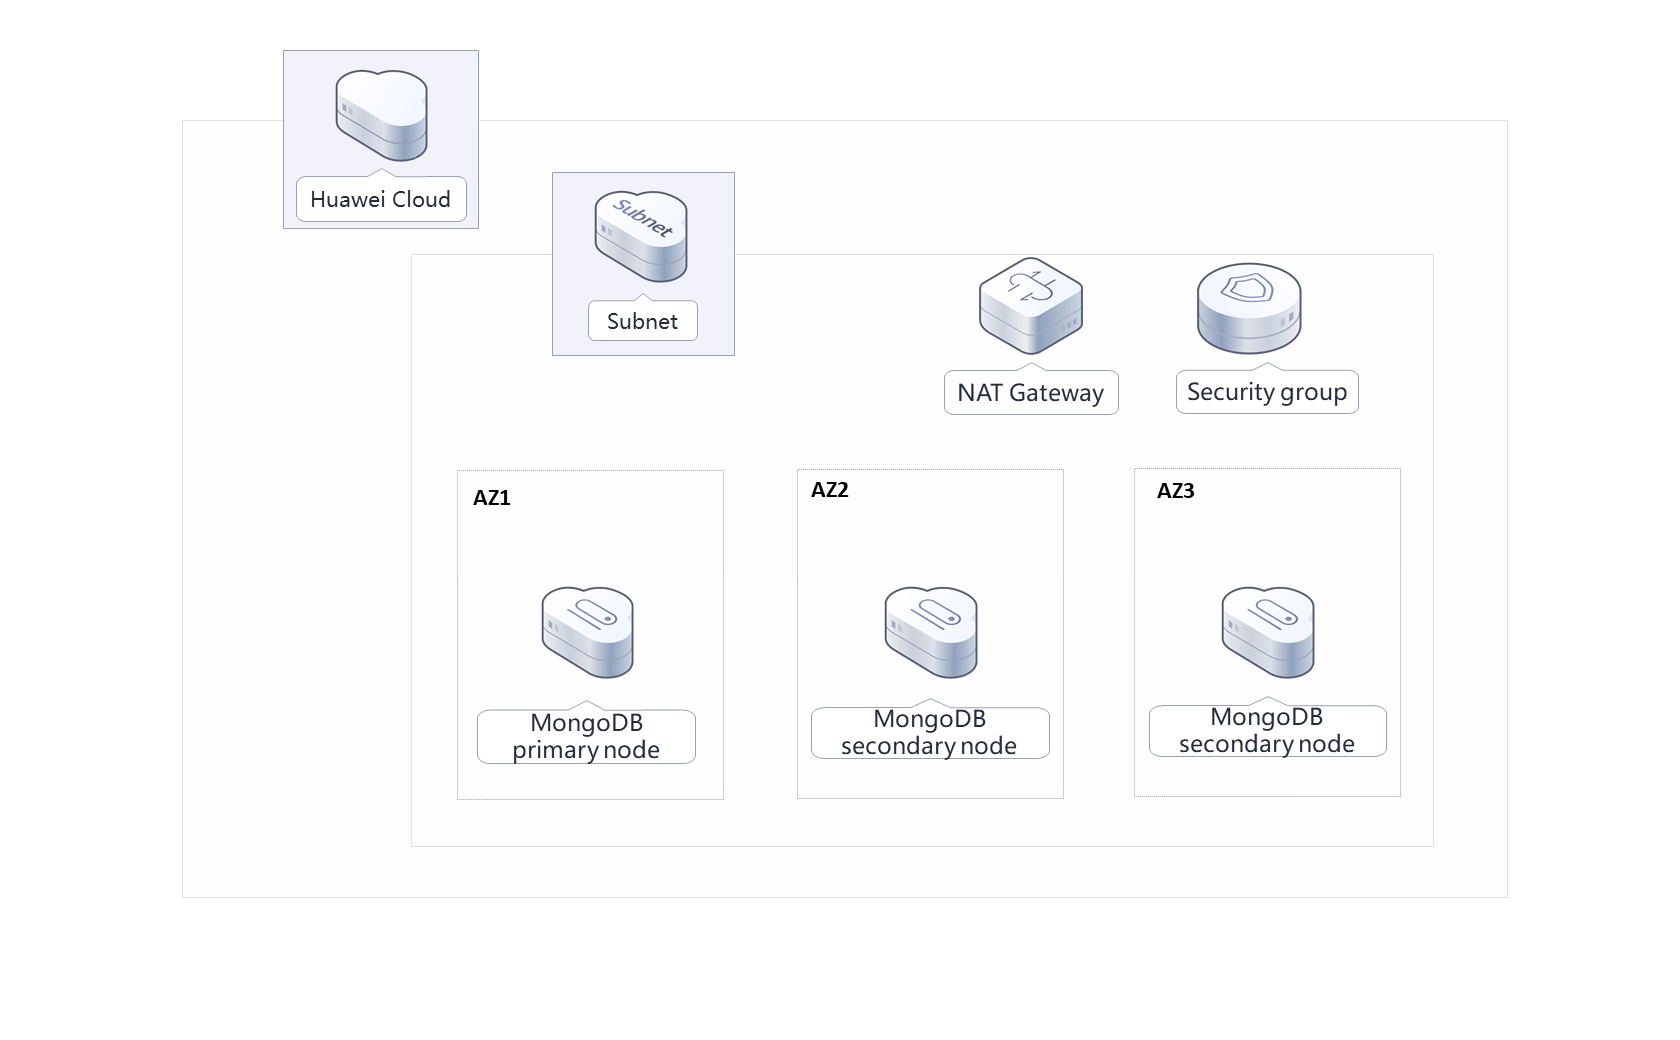 Huawei Cloud
Subnet
Subnet
NAT Gateway
Security group
AZ1
AZ2
AZ3
MongoDB
primary node
MongoDB
secondary node
MongoDB
secondary node